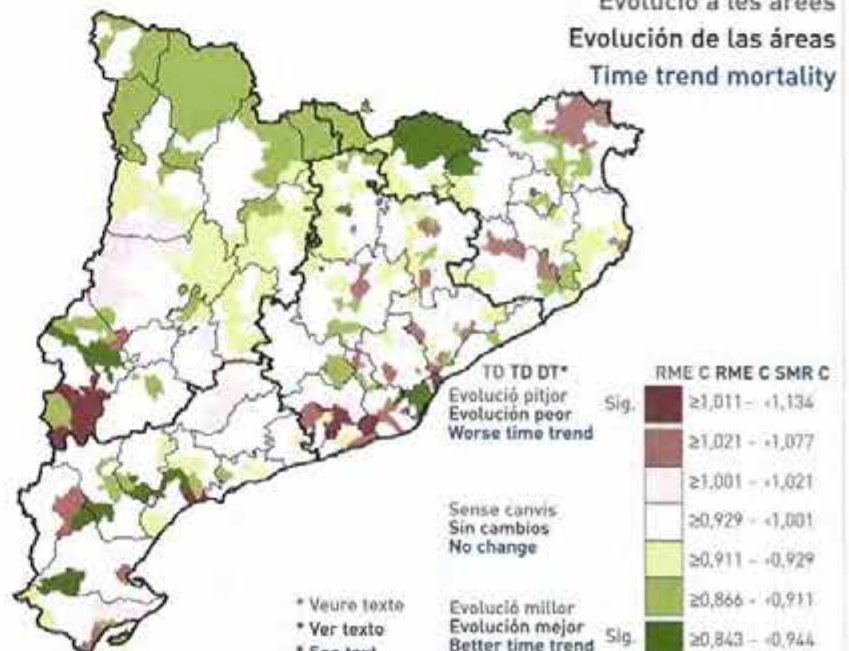 Evolució a les àrees
Evolución de las áreas
Time trend mortality
TD TD DT*
RME C RME C SMR C
Evolució pitjor
Evolución peor
Worse time trend
Sig.
≥1,011 - <1,134
≥1,021 - <1,077
≥1,001 - <1,021
Sense canvis
Sin cambios
No change
≥0,929 - <1,001
≥0,911 - <0,929
≥0,866 - <0,911
* Veure texte
* Ver texto
* See text
Evolució millor
Evolución mejor
Better time trend
Sig.
≥0,843 - <0,944